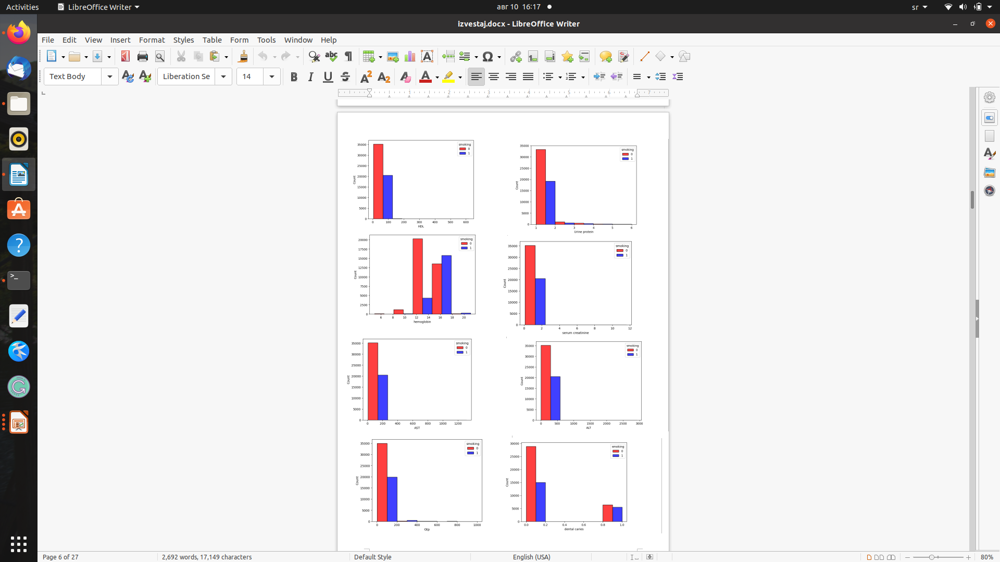 Activities
LibreOffice Writer
авг 10 16:17
sr
izvestaj.docx - LibreOffice Writer
File Edit View Insert Format Styles Table Form Tools Window Help
Text Body
Liberation Se
14
1 2 3 4 5 6 7
smoking
0
1
35000
30000
25000
20000
15000
10000
5000
0
Count
0 100 200 300 400 500 600
HDL
smoking
0
1
35000
30000
25000
20000
15000
10000
5000
0
Count
1 2 3 4 5 6
Urine protein
smoking
0
1
20000
17500
15000
12500
10000
7500
5000
2500
0
Count
6 8 10 12 14 16 18 20
hemoglobin
smoking
0
1
35000
30000
25000
20000
15000
10000
5000
0
Count
0 2 4 6 8 10 12
serum creatinine
smoking
0
1
35000
30000
25000
20000
15000
10000
5000
0
Count
0 200 400 600 800 1000 1200
AST
smoking
0
1
35000
30000
25000
20000
15000
10000
5000
0
Count
0 500 1000 1500 2000 2500 3000
ALT
smoking
0
1
35000
30000
25000
20000
15000
10000
5000
0
Count
0 200 400 600 800 1000
Gtp
smoking
0
1
30000
25000
20000
15000
10000
5000
0
Count
0.0 0.2 0.4 0.6 0.8 1.0
dental caries
Page 6 of 27
2,692 words, 17,149 characters
Default Style
English (USA)
80%